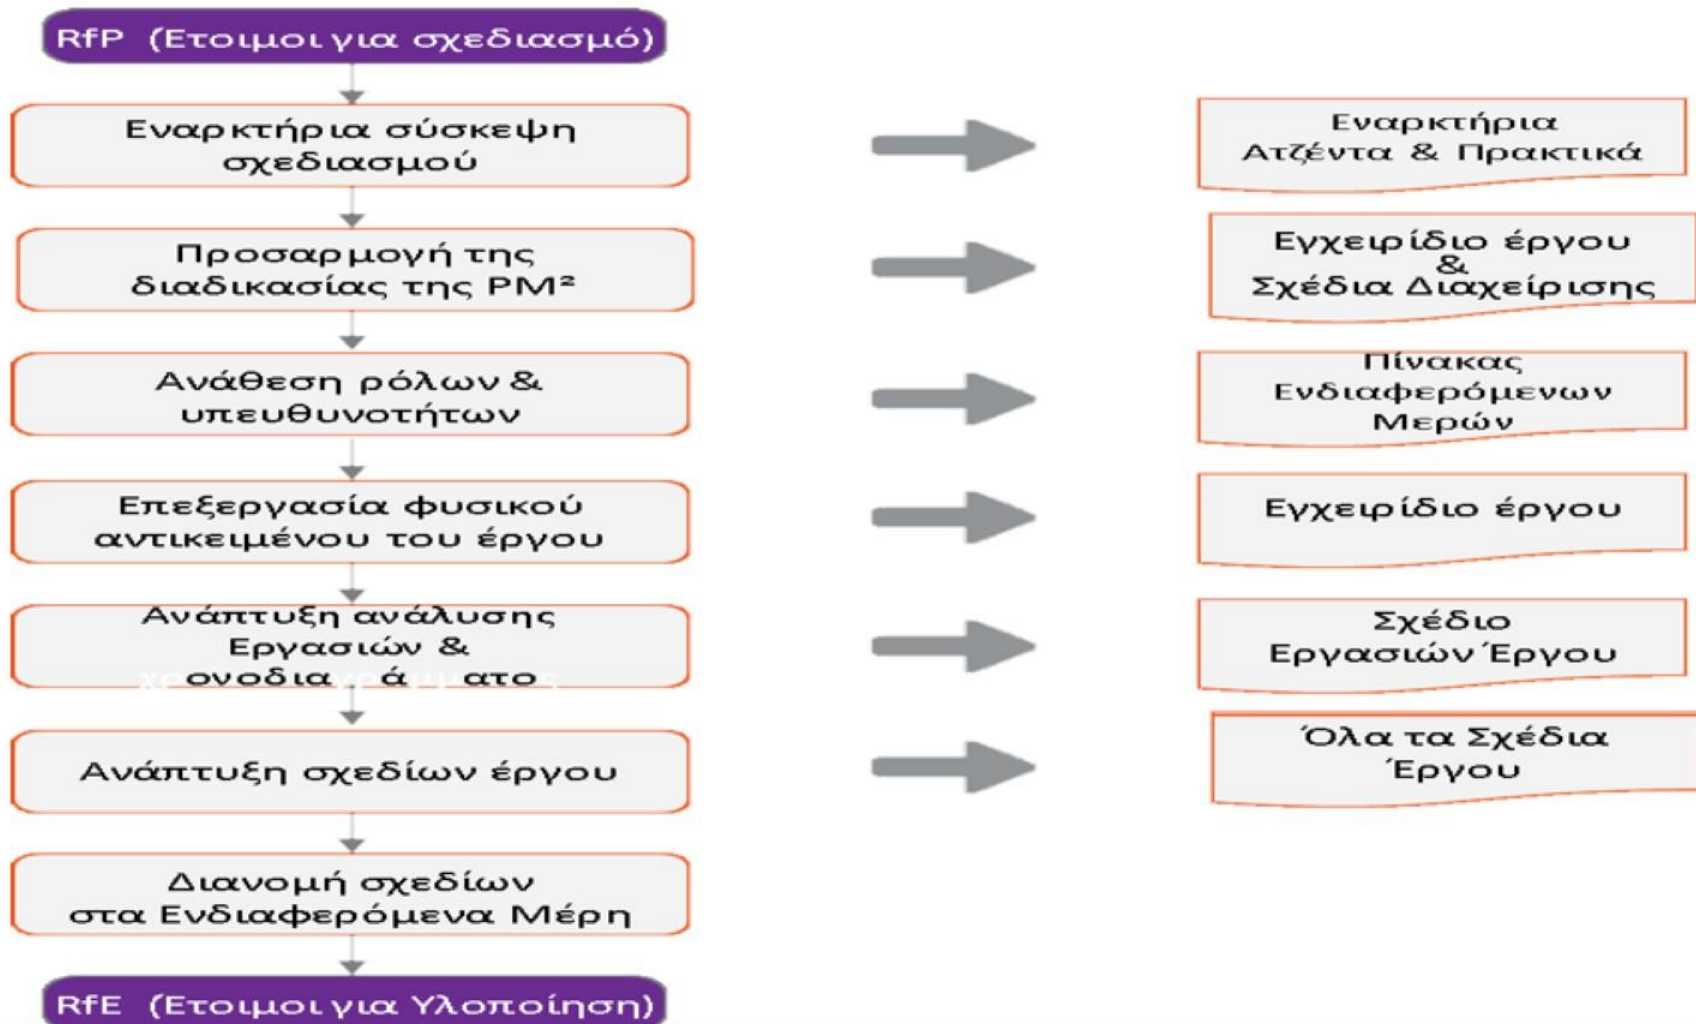 RfP (Ετοιμοι για σχεδιασμό)
Εναρκτήρια σύσκεψη
σχεδιασμού
Εναρκτήρια
Ατζέντα & Πρακτικά
Προσαρμογή της
διαδικασίας της PM²
Εγχειρίδιο έργου
&
Σχέδια Διαχείρισης
Ανάθεση ρόλων &
υπευθυνοτήτων
Πίνακας
Ενδιαφερόμενων
Μερών
Επεξεργασία φυσικού
αντικειμένου του έργου
Εγχειρίδιο έργου
Ανάπτυξη ανάλυσης
Εργασιών &
Σχέδιο
Εργασιών Έργου
Ανάπτυξη σχεδίων έργου
Όλα τα Σχέδια
Έργου
Διανομή σχεδίων
στα Ενδιαφερόμενα Μέρη
RfE (Ετοιμοι για Υλοποίηση)